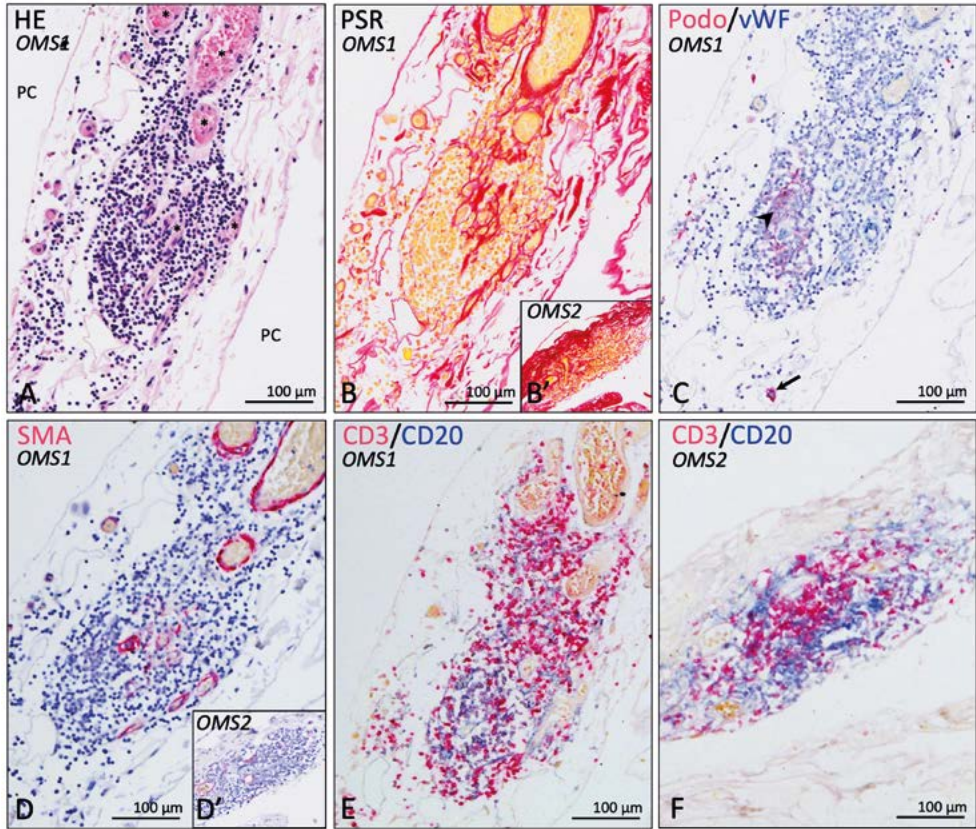 HE
OMS1
PC
*
*
*
*
*
PC
A
100 µm
PSR
OMS1
OMS2
B
B'
100 µm
Podo/vWF
OMS1
C
100 µm
SMA
OMS1
OMS2
D
D'
100 µm
CD3/CD20
OMS1
E
100 µm
CD3/CD20
OMS2
F
100 µm